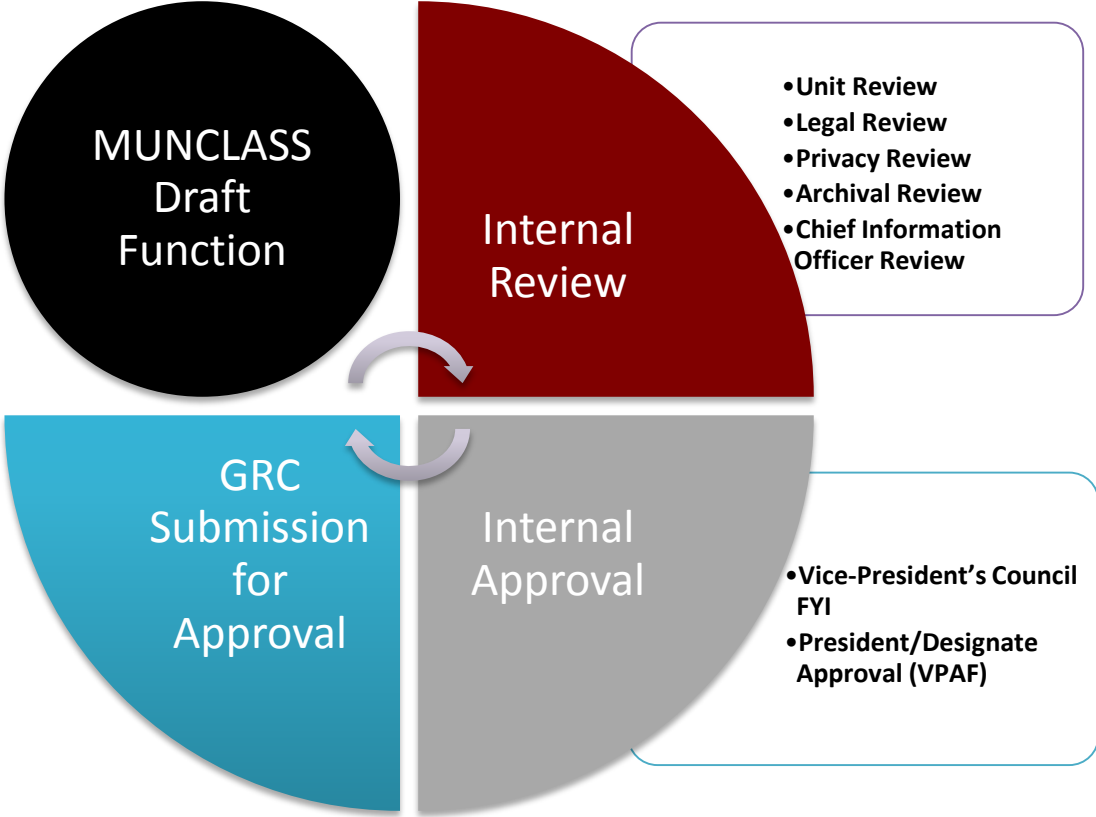 MUNCLASS
Draft
Function
Internal
Review
•Unit Review
•Legal Review
•Privacy Review
•Archival Review
•Chief Information
Officer Review
GRC
Submission
for
Approval
Internal
Approval
•Vice-President’s Council
FYI
•President/Designate
Approval (VPAF)